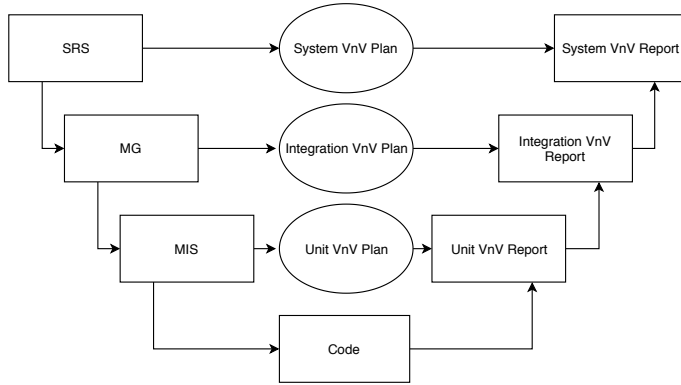 SRS
System VnV Plan
System VnV Report
MG
Integration VnV Plan
Integration VnV
Report
MIS
Unit VnV Plan
Unit VnV Report
Code